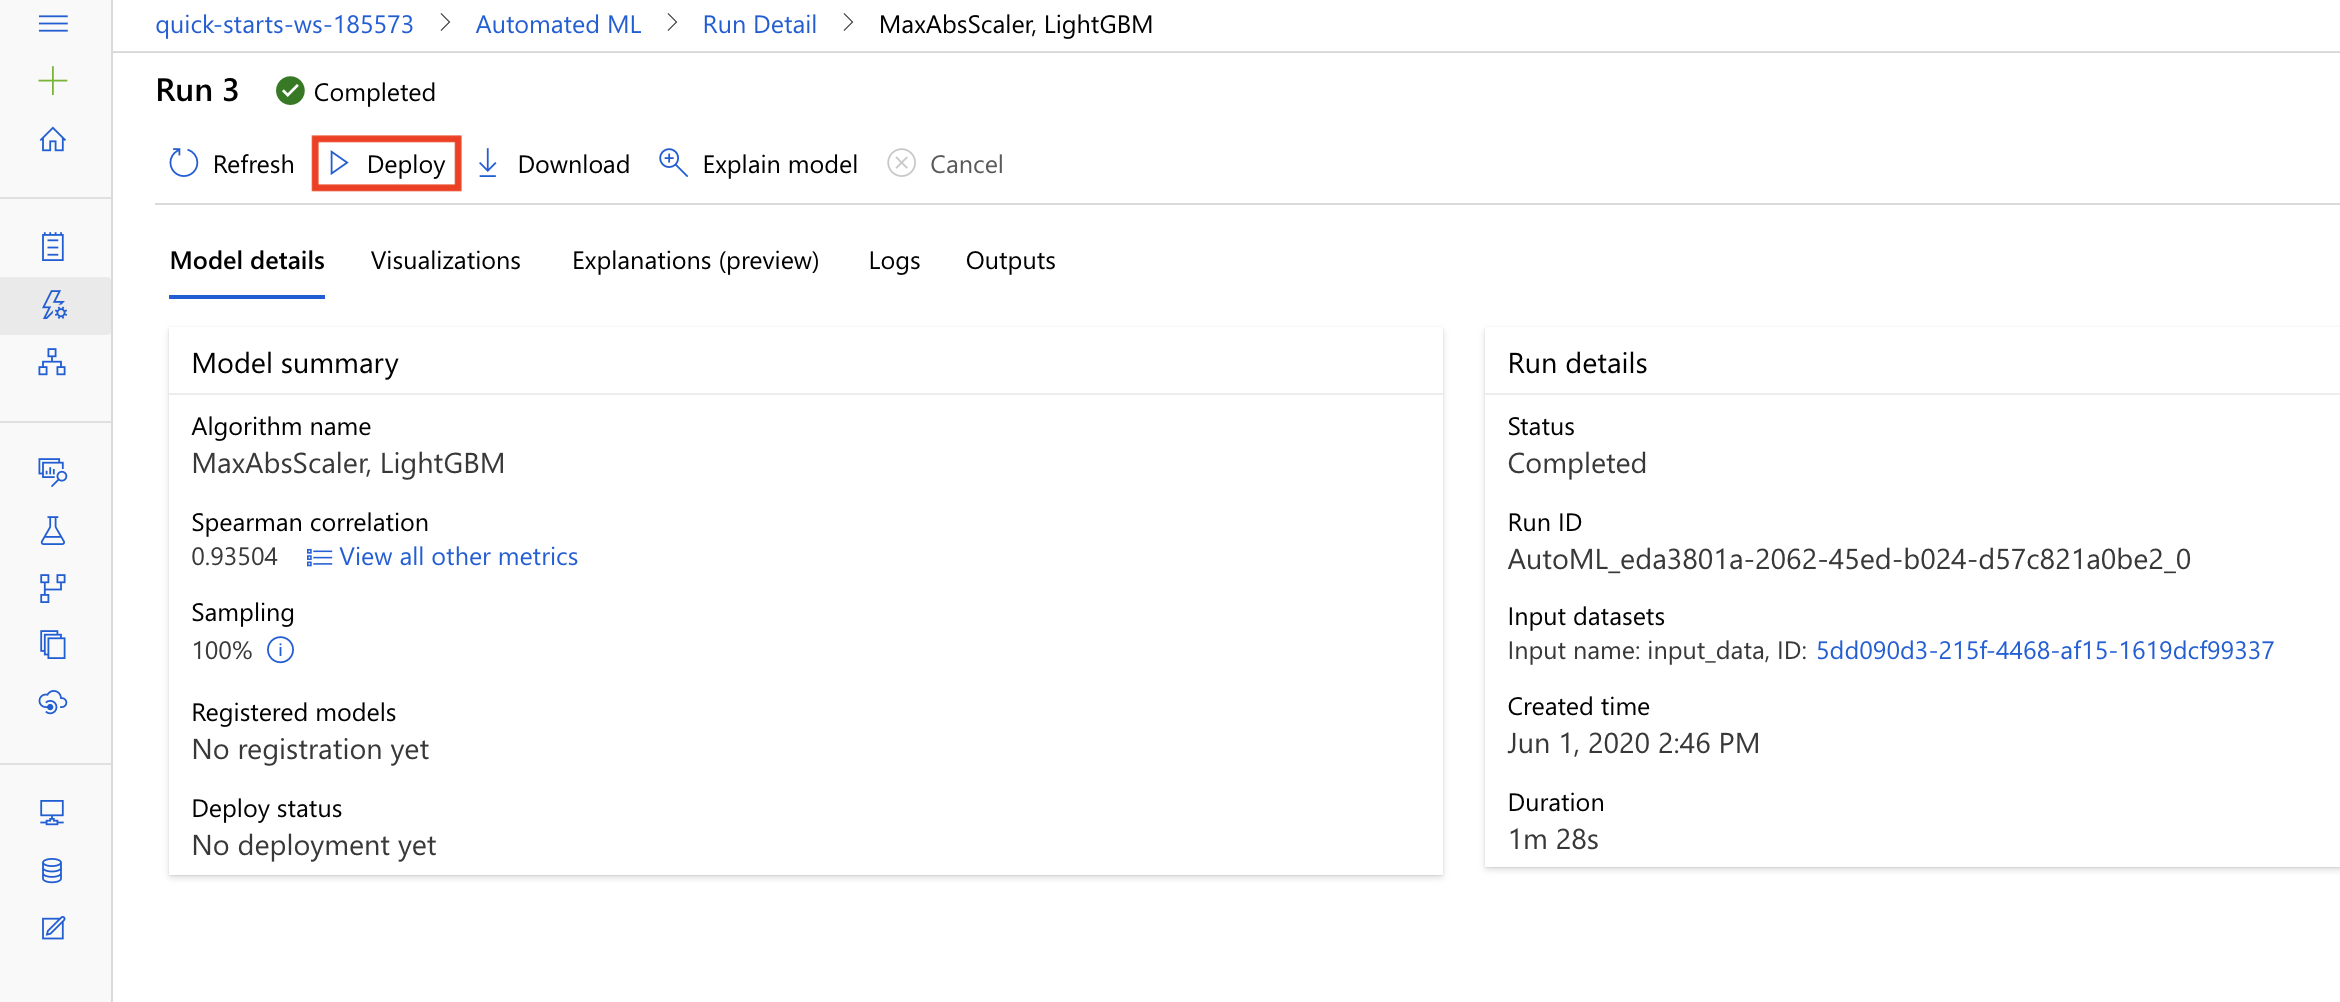 quick-starts-ws-185573 > Automated ML > Run Detail > MaxAbsScaler, LightGBM
Run 3 Completed
Refresh Deploy Download Explain model Cancel
Model details Visualizations Explanations (preview) Logs Outputs
Model summary
Algorithm name
MaxAbsScaler, LightGBM
Spearman correlation
0.93504 View all other metrics
Sampling
100%
Registered models
No registration yet
Deploy status
No deployment yet
Run details
Status
Completed
Run ID
AutoML_eda3801a-2062-45ed-b024-d57c821a0be2_0
Input datasets
Input name: input_data, ID: 5dd090d3-215f-4468-af15-1619dcf99337
Created time
Jun 1, 2020 2:46 PM
Duration
1m 28s